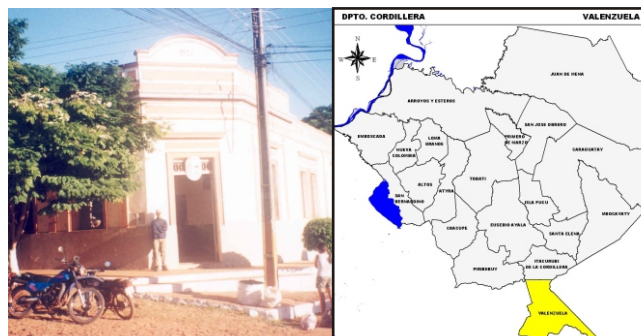 DPTO. CORDILLERA
VALENZUELA
N
W
E
S
JUAN DE MENA
ARROYOS Y ESTEROS
SAN JOSE OBRERO
EMBOSCADA
LOMA
GRANDE
PRIMERO
DE MARZO
NUEVA
COLOMBIA
CARAGUATAY
TOBATI
ALTOS
ATYRA
SAN
BERNARDINO
ISLA PUCU
MBOCAYATY
CAACUPE
EUSEBIO AYALA
SANTA ELENA
ITACURUBI
DE LA CORDILLERA
PIRIBEBUY
VALENZUELA